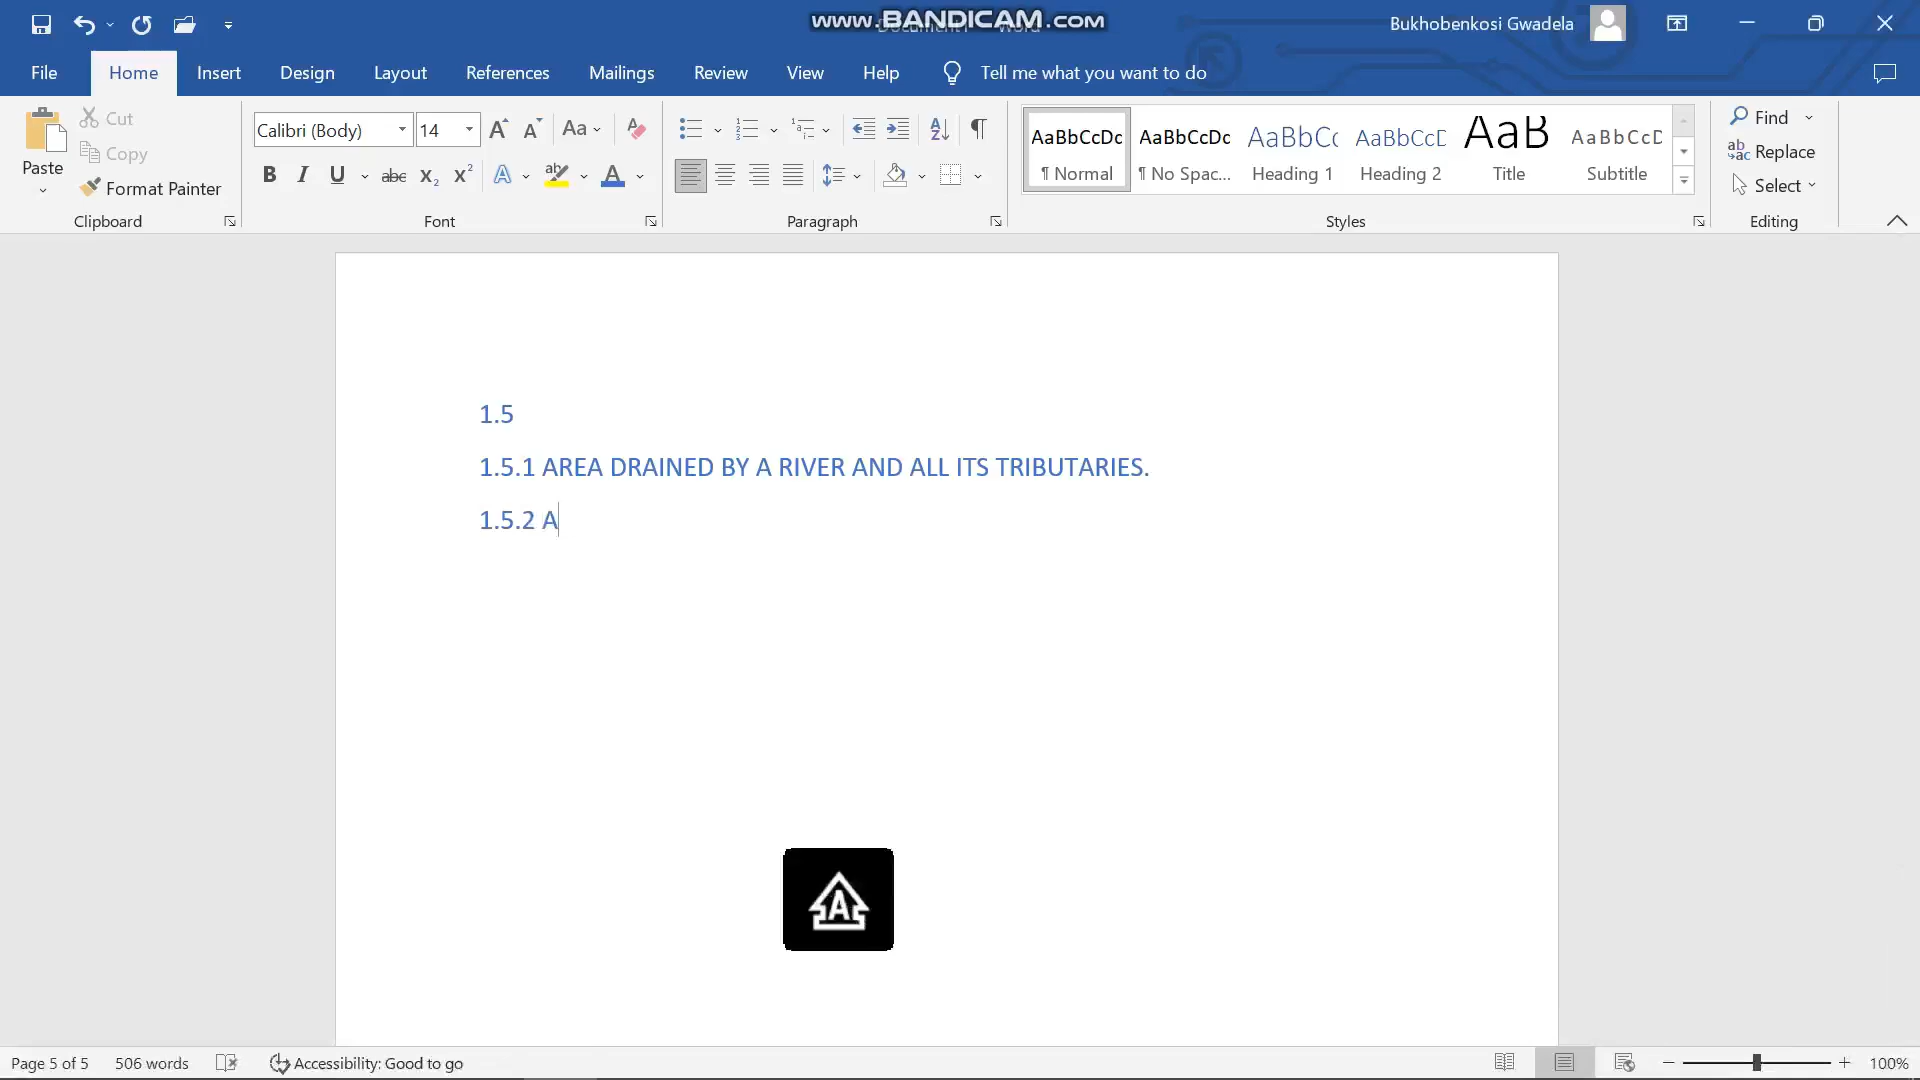 www.BANDICAM.com
Bukhobenkosi Gwadela
File Home Insert Design Layout References Mailings Review View Help Tell me what you want to do
Paste
Cut
Copy
Format Painter
Clipboard
Calibri (Body) 14
Font
Paragraph
AaBbCcDc AaBbCcDc AaBbCc AaBbCcD AaB AaBbCcD
¶ Normal ¶ No Spac... Heading 1 Heading 2 Title Subtitle
Styles
Find
Replace
Select
Editing
1.5
1.5.1 AREA DRAINED BY A RIVER AND ALL ITS TRIBUTARIES.
1.5.2 A
A
Page 5 of 5 506 words Accessibility: Good to go 100%